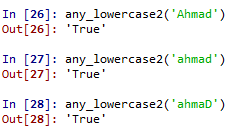 In [26]: any_lowercase2('Ahmad')
Out[26]: 'True'
In [27]: any_lowercase2('ahmad')
Out[27]: 'True'
In [28]: any_lowercase2('ahmaD')
Out[28]: 'True'